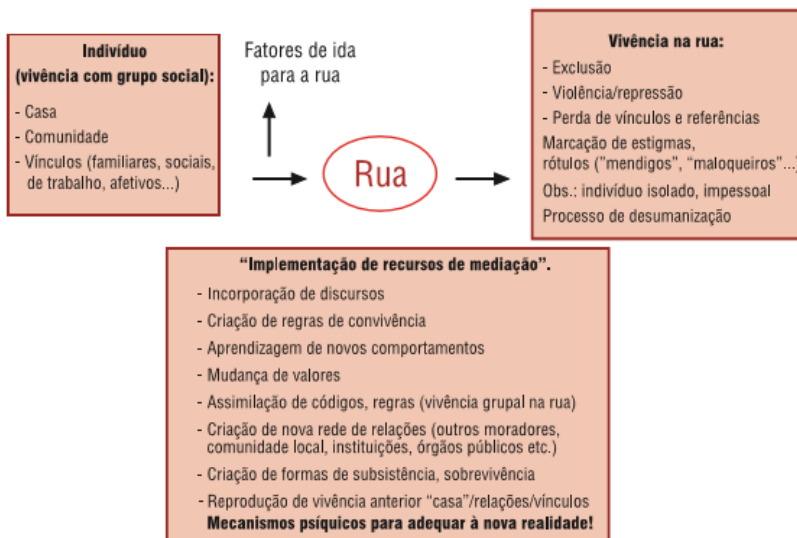 Indivíduo
(vivência com grupo social):
- Casa
- Comunidade
- Vínculos (familiares, sociais,
de trabalho, afetivos...)
Fatores de ida
para a rua
Rua
Vivência na rua:
- Exclusão
- Violência/repressão
- Perda de vínculos e referências
Marcação de estigmas,
rótulos ("mendigos", “maloqueiros”...)
Obs.: indivíduo isolado, impessoal
Processo de desumanização
“Implementação de recursos de mediação”.
- Incorporação de discursos
- Criação de regras de convivência
- Aprendizagem de novos comportamentos
- Mudança de valores
- Assimilação de códigos, regras (vivência grupal na rua)
- Criação de nova rede de relações (outros moradores,
comunidade local, instituições, órgãos públicos etc.)
- Criação de formas de subsistência, sobrevivência
- Reprodução de vivência anterior “casa”/relações/vínculos
Mecanismos psíquicos para adequar à nova realidade!